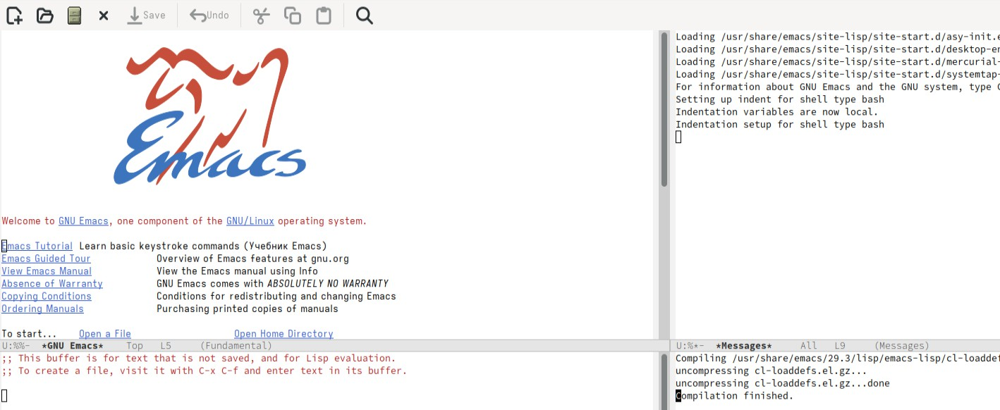 Save Undo
Emacs
Welcome to GNU Emacs, one component of the GNU/Linux operating system.
Emacs Tutorial Learn basic keystroke commands (Учебник Emacs)
Emacs Guided Tour Overview of Emacs features at gnu.org
View Emacs Manual View the Emacs manual using Info
Absence of Warranty GNU Emacs comes with ABSOLUTELY NO WARRANTY
Copying Conditions Conditions for redistributing and changing Emacs
Ordering Manuals Purchasing printed copies of manuals
To start... Open a File Open Home Directory
U:%%- *GNU Emacs* Top L5 (Fundamental)
;; This buffer is for text that is not saved, and for Lisp evaluation.
;; To create a file, visit it with C-x C-f and enter text in its buffer.
Loading /usr/share/emacs/site-lisp/site-start.d/asy-init.e
Loading /usr/share/emacs/site-lisp/site-start.d/desktop-en
Loading /usr/share/emacs/site-lisp/site-start.d/mercurial-
Loading /usr/share/emacs/site-lisp/site-start.d/systemtap-
For information about GNU Emacs and the GNU system, type C
Setting up indent for shell type bash
Indentation variables are now local.
Indentation setup for shell type bash
U:%*- *Messages* All L9 (Messages)
Compiling /usr/share/emacs/29.3/lisp/emacs-lisp/cl-loaddef
uncompressing cl-loaddefs.el.gz...
uncompressing cl-loaddefs.el.gz...done
Compilation finished.